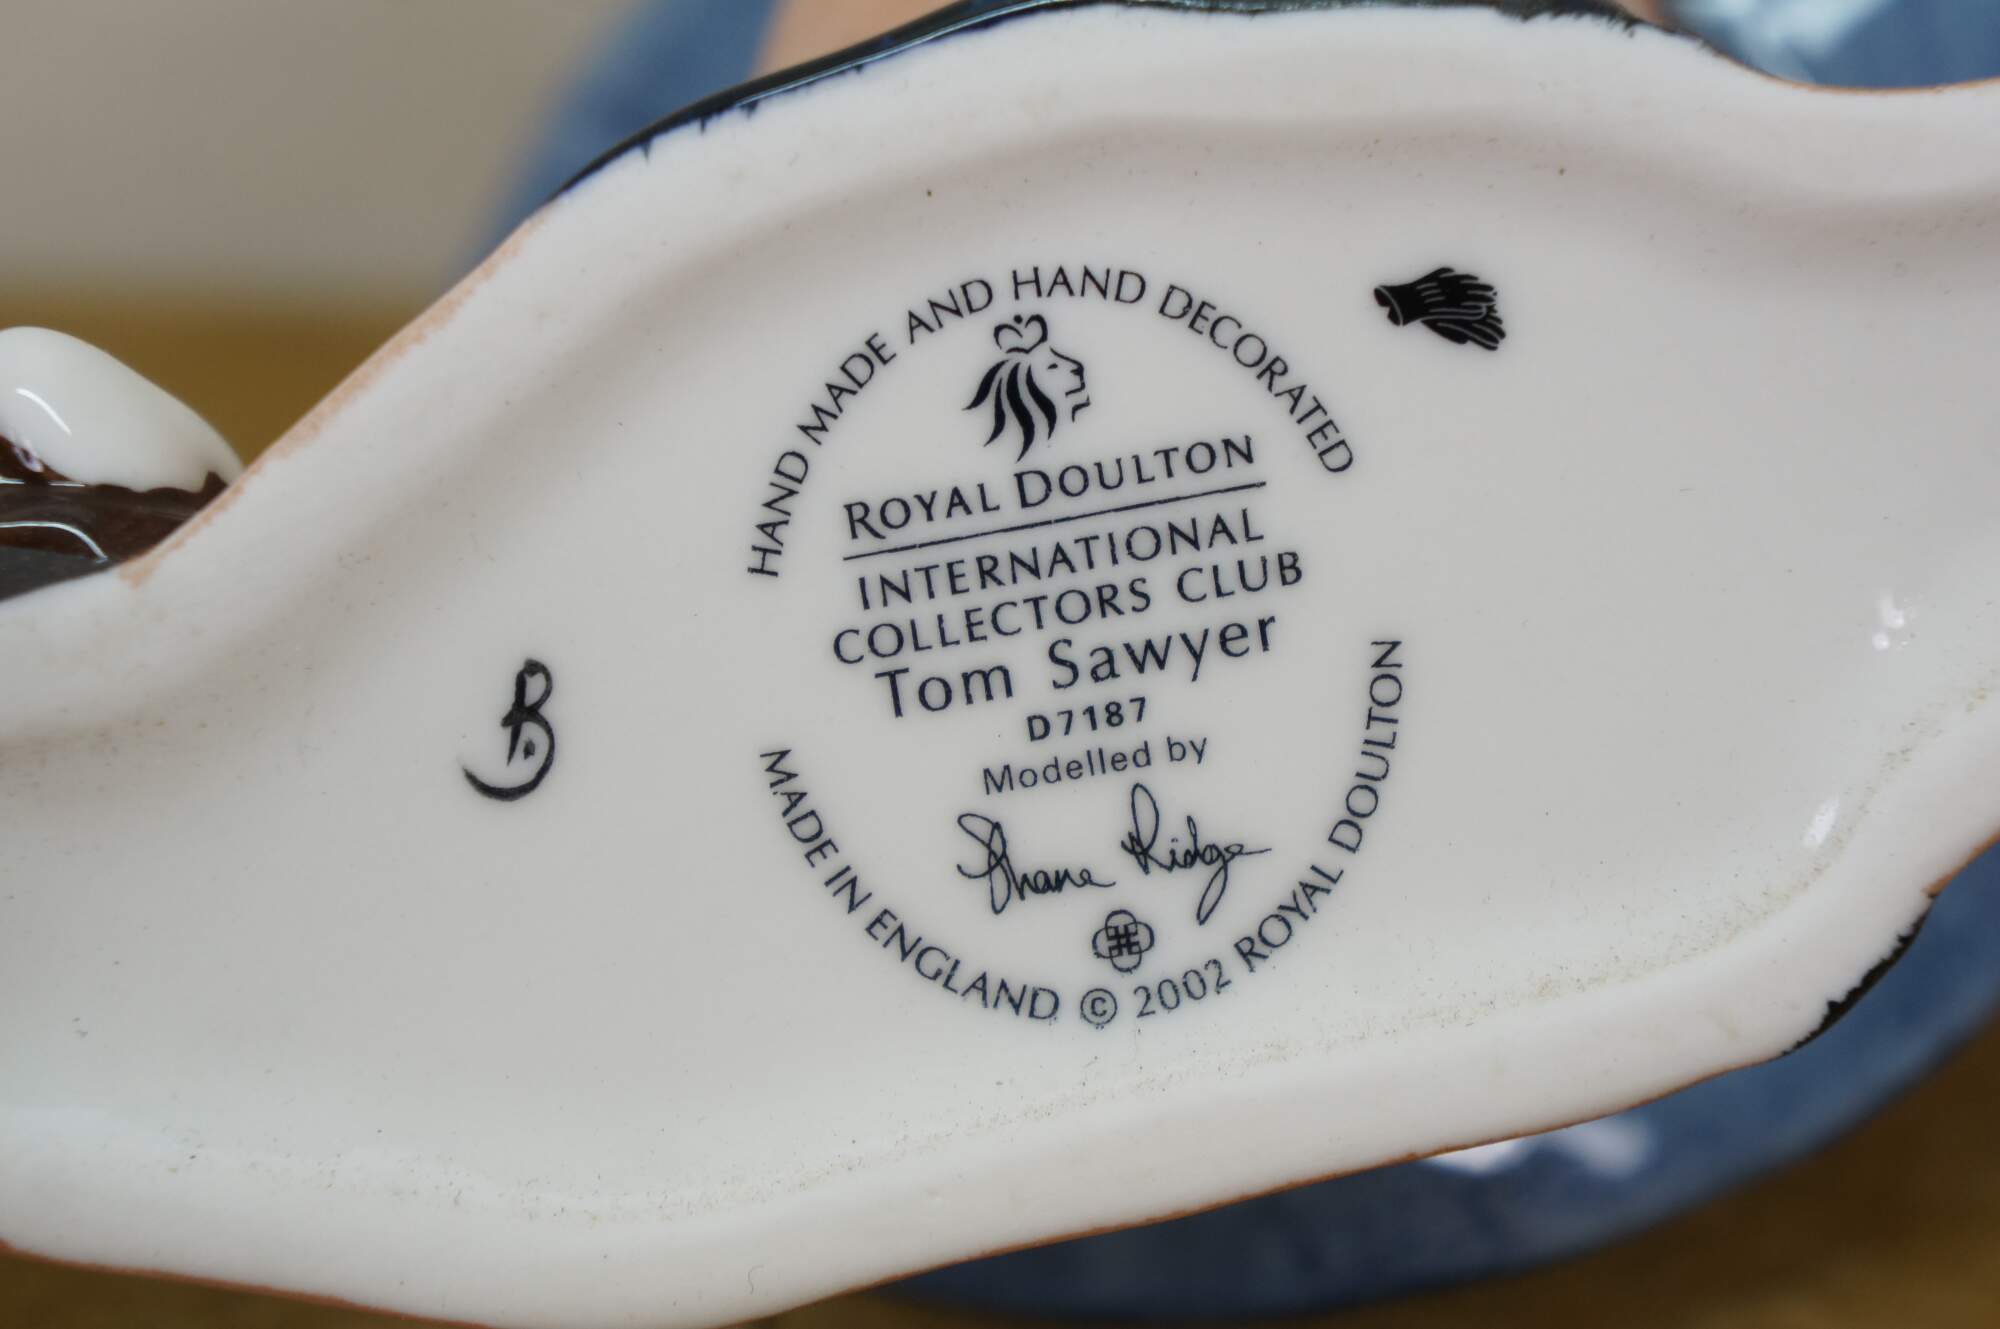 HAND MADE AND HAND DECORATED
ROYAL DOULTON
INTERNATIONAL
COLLECTORS CLUB
Tom Sawyer
D7187
Modelled by
Shane Ridge
MADE IN ENGLAND © 2002 ROYAL DOULTON
B